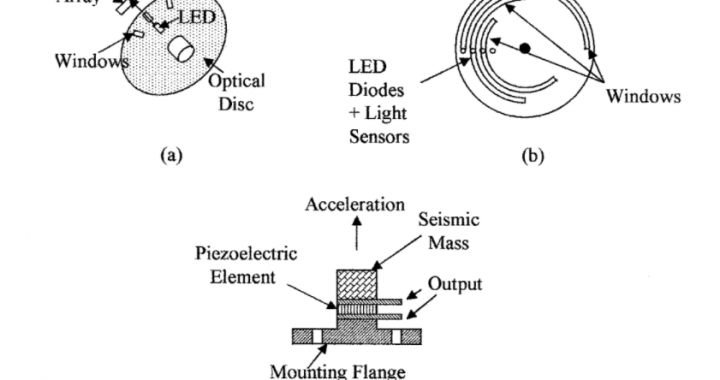 Array
LED
Windows
Optical
Disc
(a)
LED
Diodes
+ Light
Sensors
Windows
(b)
Acceleration
Seismic
Mass
Piezoelectric
Element
Output
Mounting Flange